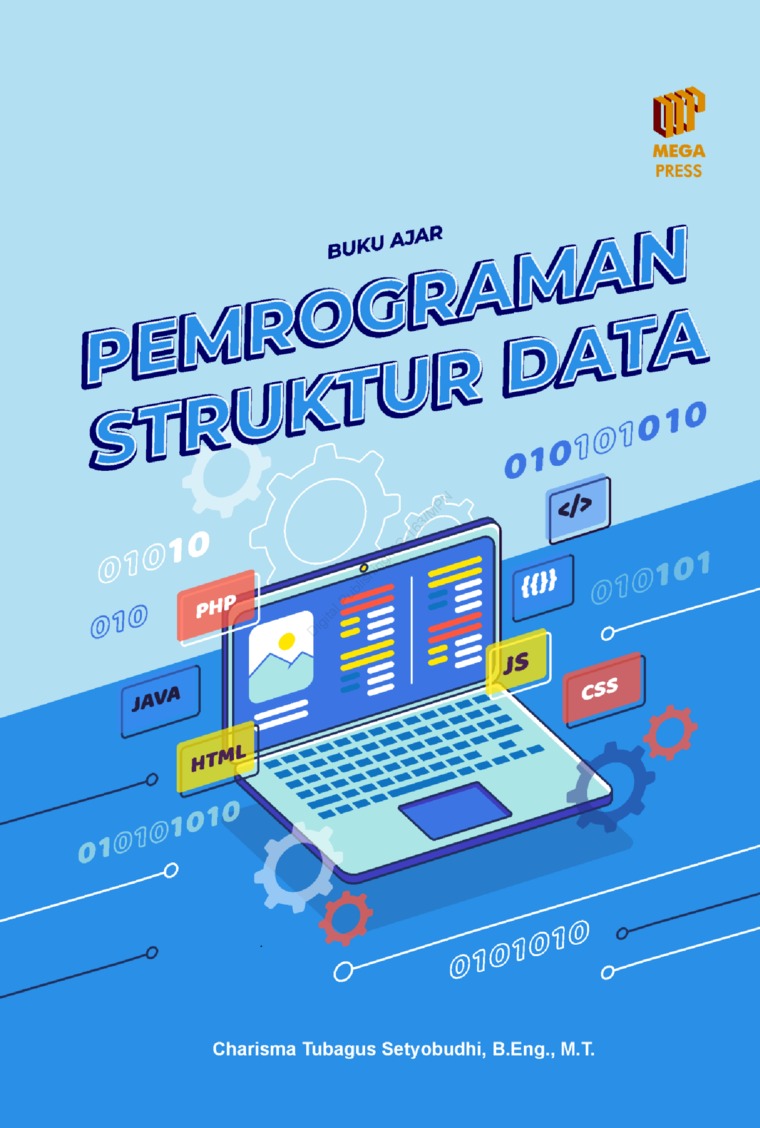 MEGA
PRESS
BUKU AJAR
PEMROGRAMAN
STRUKTUR DATA
010101010
</>
01010
{{}}
010101
PHP
010
JS
CSS
JAVA
HTML
010101010
0101010
Charisma Tubagus Setyobudhi, B.Eng., M.T.